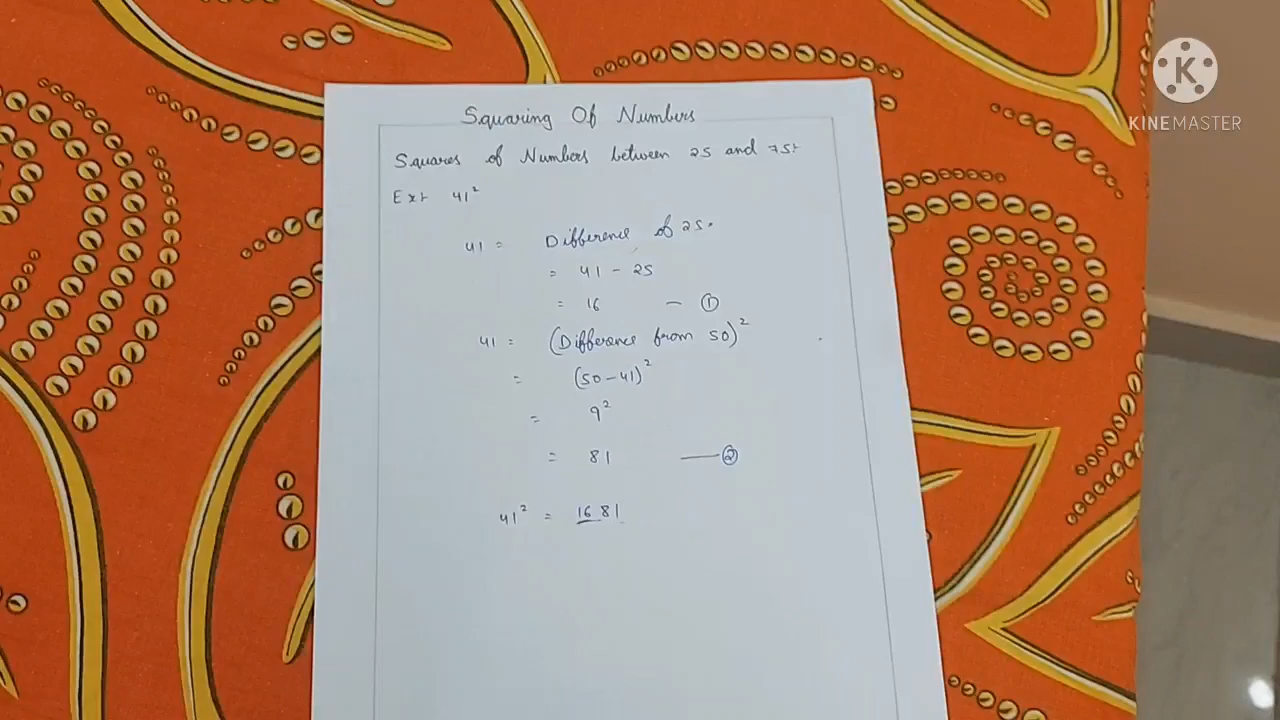 Squaring Of Numbers
Squares of Numbers between 25 and 75:-
Ex:- 41²
41 = Difference of 25.
= 41 - 25
= 16 — ①
41 = (Difference from 50)²
= (50-41)²
= 9²
= 81 — ②
41² = 1681
K
KINEMASTER